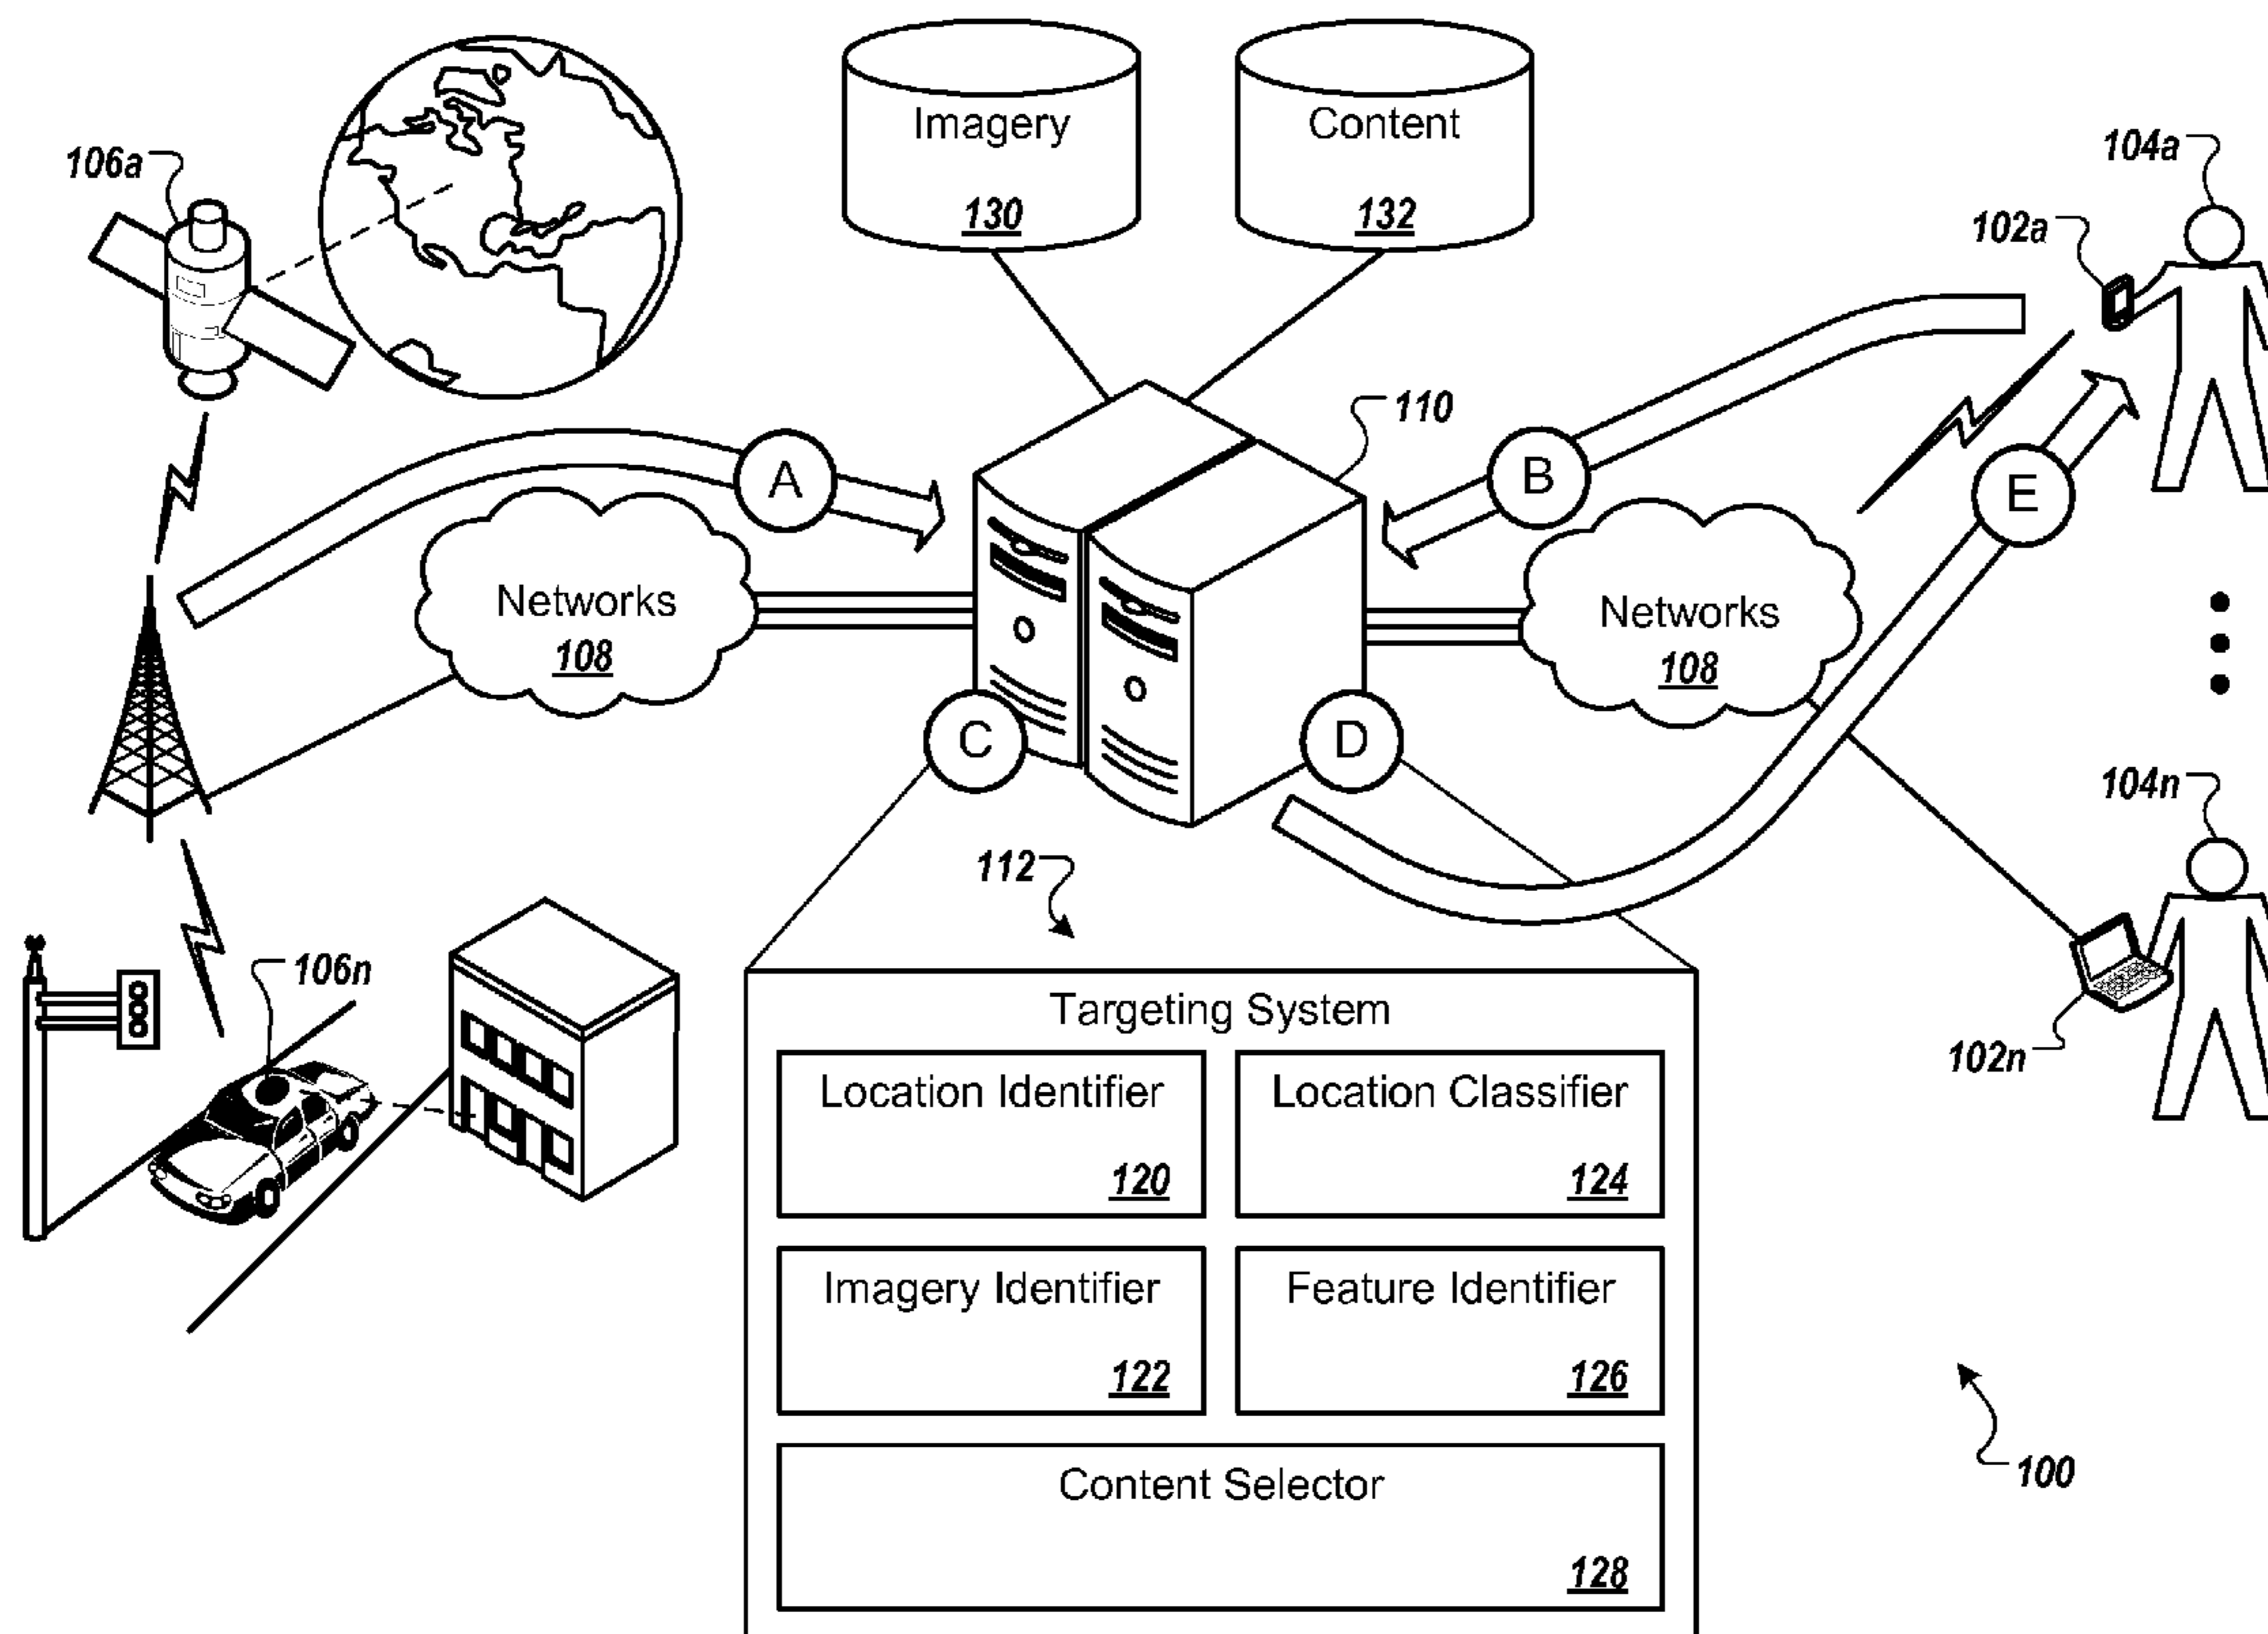 Imagery
130
Content
132
106a
104a
102a
110
A
B
E
Networks
108
Networks
108
C
D
104n
112
106n
102n
Targeting System
Location Identifier
120
Location Classifier
124
Imagery Identifier
122
Feature Identifier
126
Content Selector
128
100